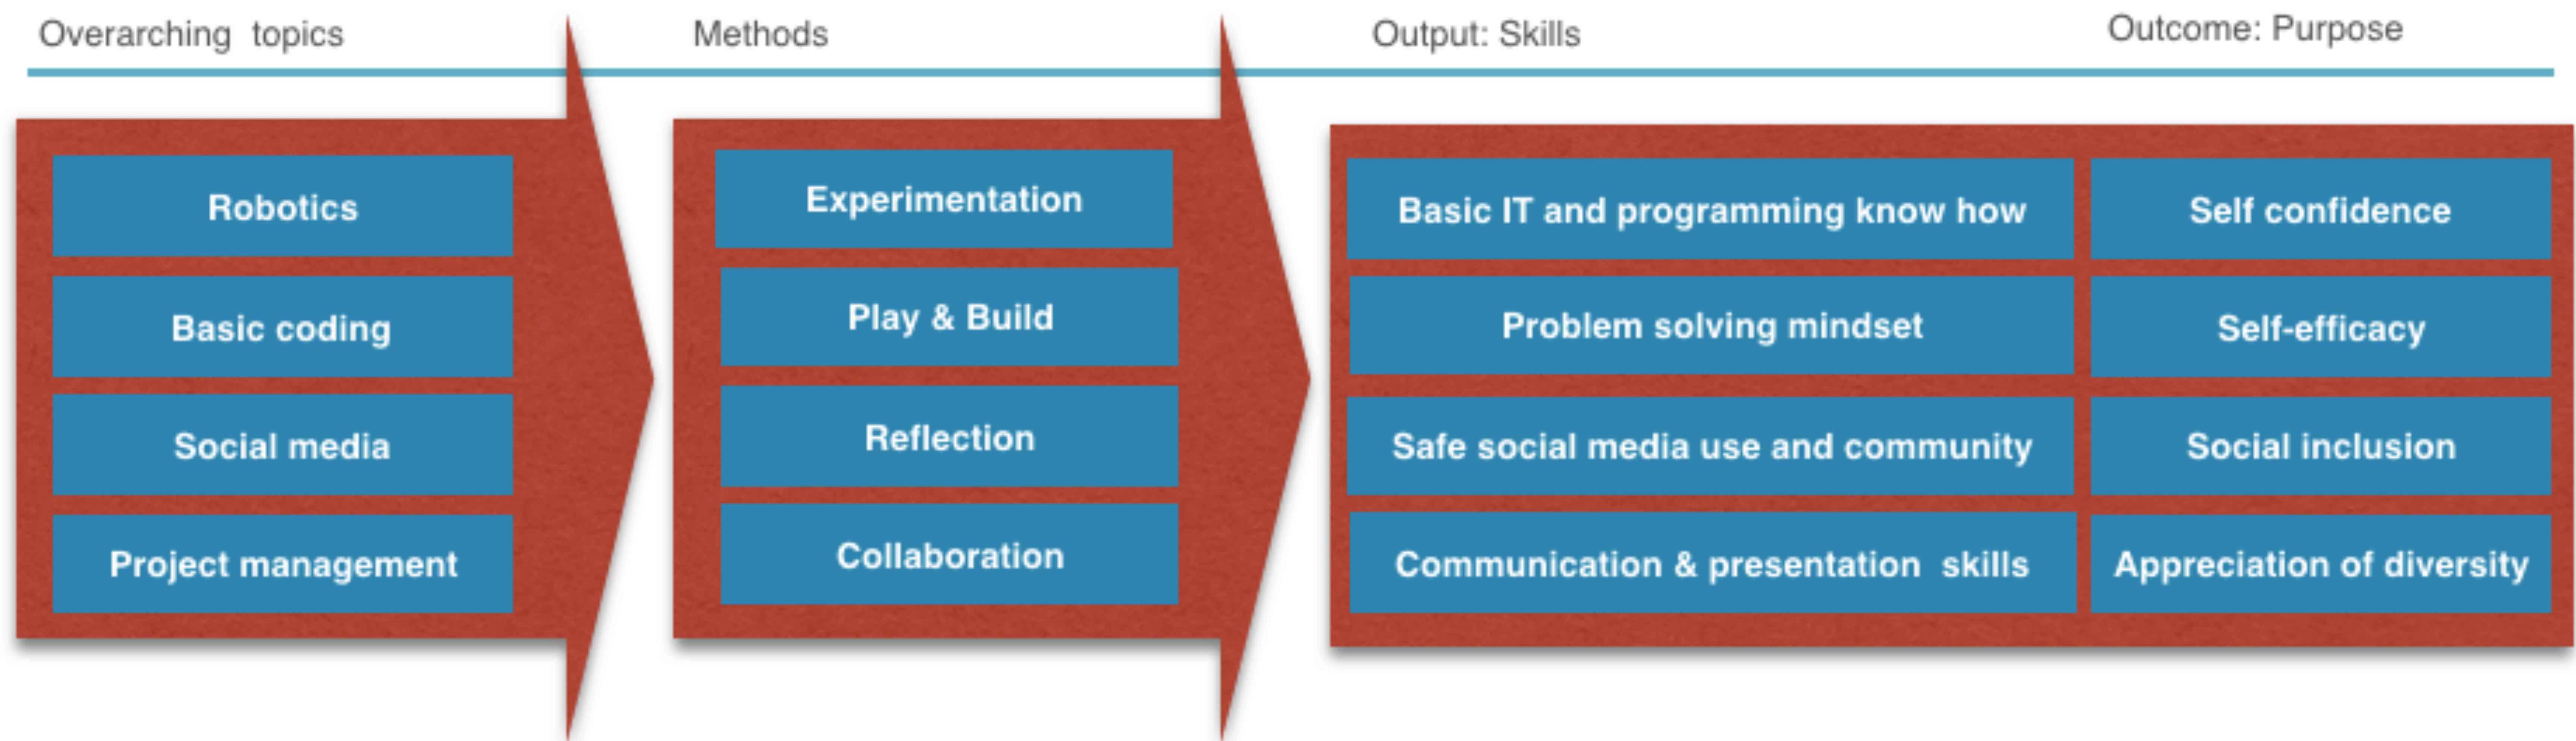 Overarching  topics
Methods
Output: Skills
Outcome: Purpose
Robotics
Basic coding
Social media
Project management
Experimentation
Play & Build
Reflection
Collaboration
Basic IT and programming know how
Problem solving mindset
Safe social media use and community
Communication & presentation  skills
Self confidence
Self-efficacy
Social inclusion
Appreciation of diversity